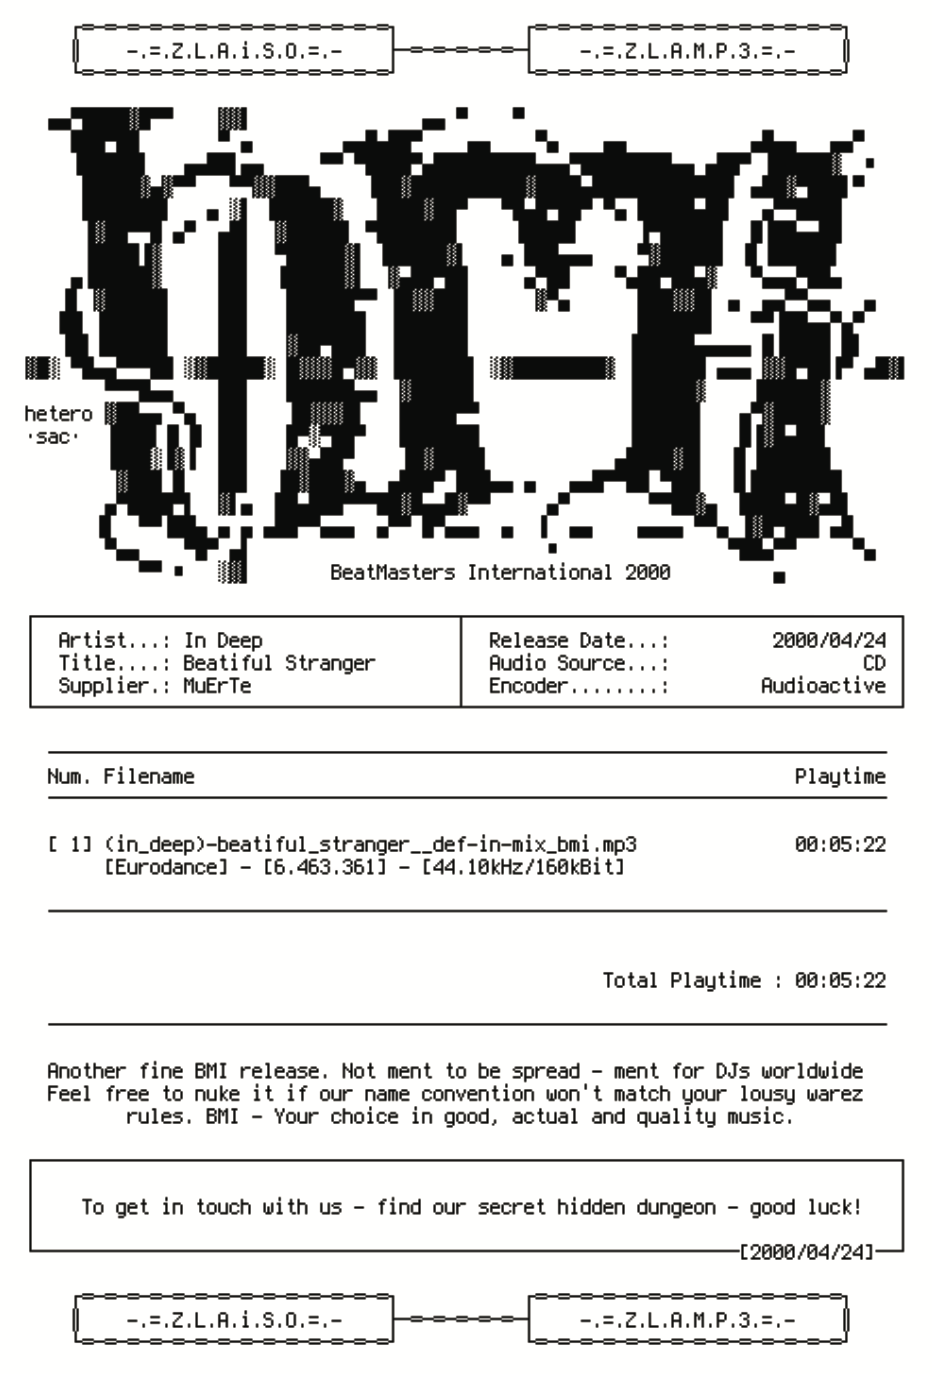 -.=.Z.L.A.i.S.O.=.- -.=.Z.L.A.M.P.3.=.-
bmi
hetero
·sac·
BeatMasters International 2000
Artist...: In Deep Release Date...: 2000/04/24
Title....: Beatiful Stranger Audio Source...: CD
Supplier.: MuErTe Encoder........: Audioactive
Num. Filename Playtime
[ 1] (in_deep)-beatiful_stranger__def-in-mix_bmi.mp3 00:05:22
[Eurodance] - [6.463.361] - [44.10kHz/160kBit]
Total Playtime : 00:05:22
Another fine BMI release. Not ment to be spread - ment for DJs worldwide
Feel free to nuke it if our name convention won't match your lousy warez
rules. BMI - Your choice in good, actual and quality music.
To get in touch with us - find our secret hidden dungeon - good luck!
[2000/04/24]
-.=.Z.L.A.i.S.O.=.- -.=.Z.L.A.M.P.3.=.-